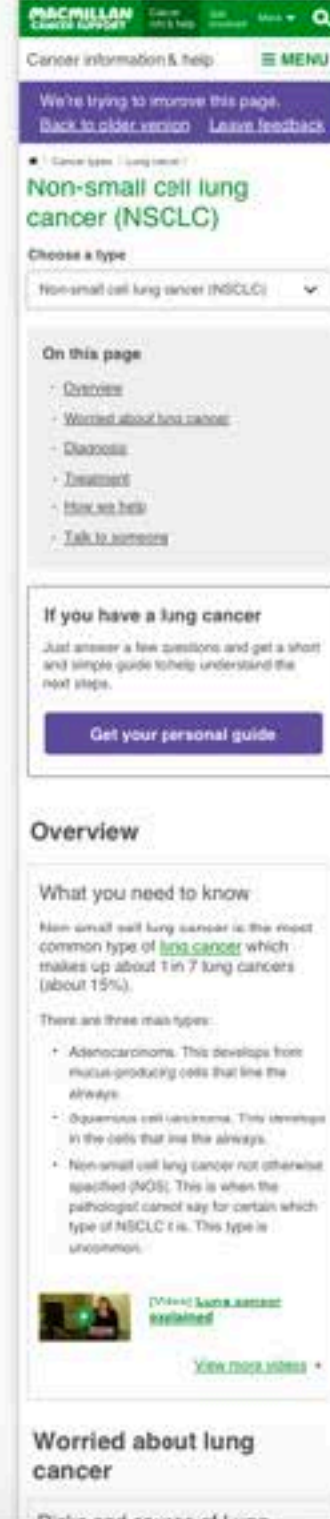 MACMILLAN
CANCER SUPPORT
Cancer information & help
MENU
We're trying to improve this page.
Back to older version Leave feedback
Cancer types Lung cancer
Non-small cell lung
cancer (NSCLC)
Choose a type
Non-small cell lung cancer (NSCLC)
On this page
Overview
Worried about lung cancer
Diagnosis
Treatment
How we help
Talk to someone
If you have a lung cancer
Just answer a few questions and get a short
and simple guide to help understand the
next steps.
Get your personal guide
Overview
What you need to know
Non-small cell lung cancer is the most
common type of lung cancer which
makes up about 1 in 7 lung cancers
(about 15%).
There are three main types:
Adenocarcinoma. This develops from
mucus-producing cells that line the
airways.
Squamous cell carcinoma. This develops
in the cells that line the airways.
Non-small cell lung cancer not otherwise
specified (NOS). This is when the
pathologist cannot say for certain which
type of NSCLC it is. This type is
uncommon.
[Video] Lung cancer
explained
View more videos
Worried about lung
cancer